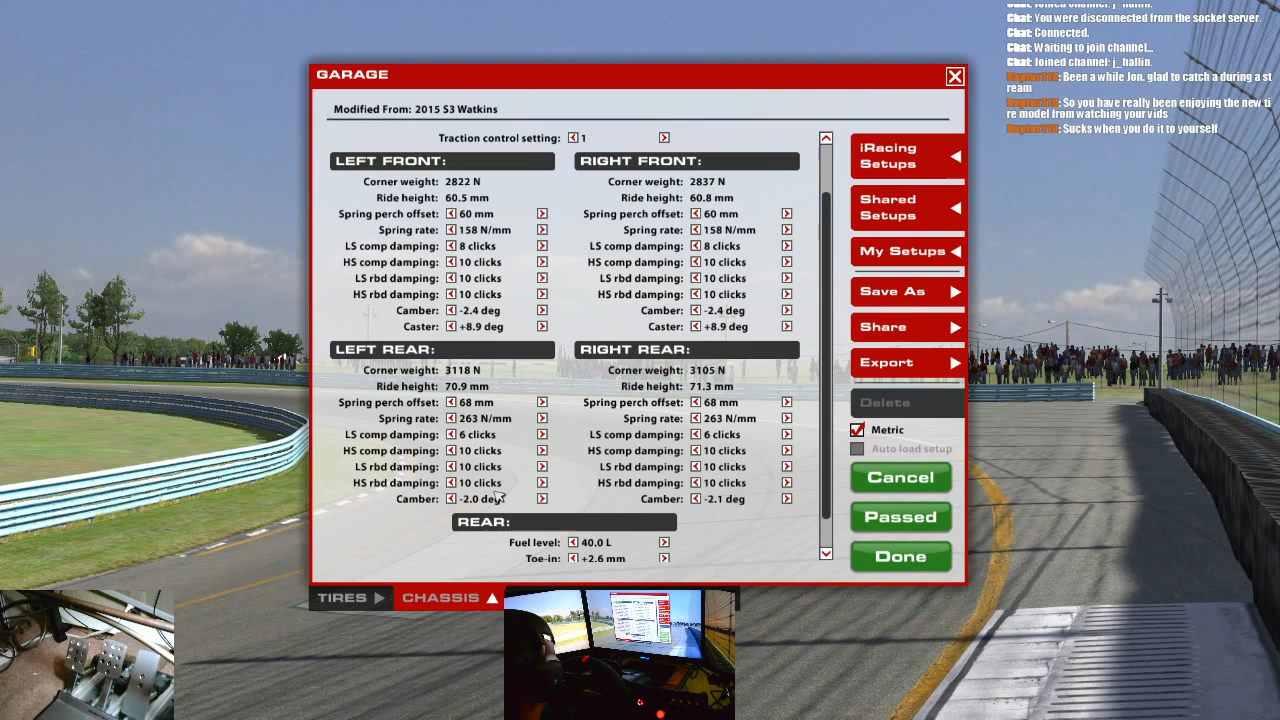 Chat: Joined channel: j_hallin.
Chat: You were disconnected from the socket server.
Chat: Connected.
Chat: Waiting to join channel...
Chat: Joined channel: j_hallin.
: Been a while Jon, glad to catch a during a st
ream
: So you have really been enjoying the new ti
re model from watching your vids
: Sucks when you do it to yourself
GARAGE
Modified From: 2015 S3 Watkins
Traction control setting: 1
LEFT FRONT:
Corner weight: 2822 N
Ride height: 60.5 mm
Spring perch offset: 60 mm
Spring rate: 158 N/mm
LS comp damping: 8 clicks
HS comp damping: 10 clicks
LS rbd damping: 10 clicks
HS rbd damping: 10 clicks
Camber: -2.4 deg
Caster: +8.9 deg
RIGHT FRONT:
Corner weight: 2837 N
Ride height: 60.8 mm
Spring perch offset: 60 mm
Spring rate: 158 N/mm
LS comp damping: 8 clicks
HS comp damping: 10 clicks
LS rbd damping: 10 clicks
HS rbd damping: 10 clicks
Camber: -2.4 deg
Caster: +8.9 deg
LEFT REAR:
Corner weight: 3118 N
Ride height: 70.9 mm
Spring perch offset: 68 mm
Spring rate: 263 N/mm
LS comp damping: 6 clicks
HS comp damping: 10 clicks
LS rbd damping: 10 clicks
HS rbd damping: 10 clicks
Camber: -2.0 deg
RIGHT REAR:
Corner weight: 3105 N
Ride height: 71.3 mm
Spring perch offset: 68 mm
Spring rate: 263 N/mm
LS comp damping: 6 clicks
HS comp damping: 10 clicks
LS rbd damping: 10 clicks
HS rbd damping: 10 clicks
Camber: -2.1 deg
REAR:
Fuel level: 40.0 L
Toe-in: +2.6 mm
iRacing
Setups
Shared
Setups
My Setups
Save As
Share
Export
Delete
Metric
Auto load setup
Cancel
Passed
Done
TIRES
CHASSIS